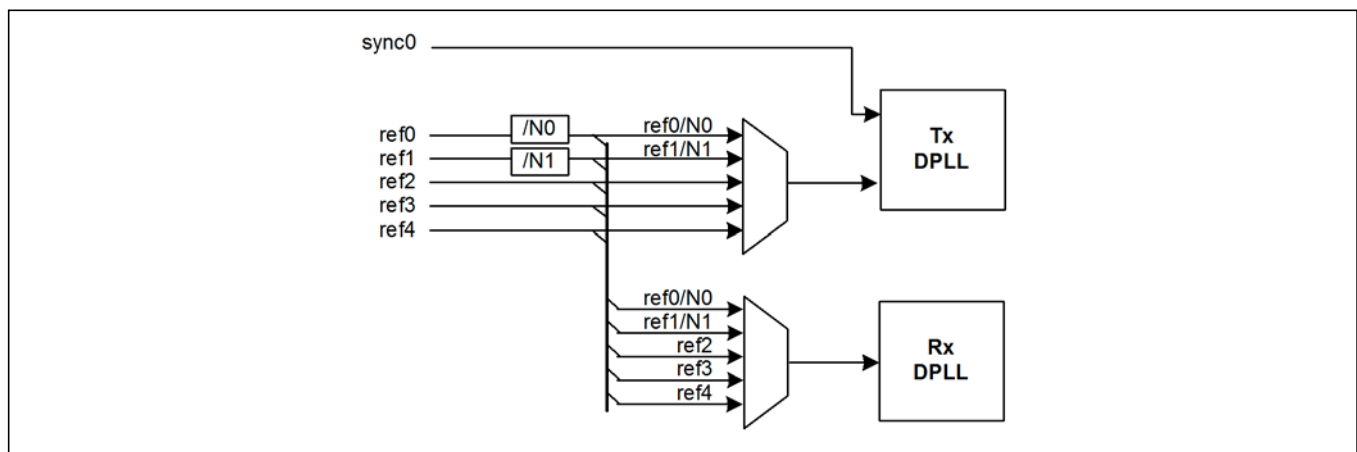 sync0
ref0
/N0
ref0/N0
ref1
/N1
ref1/N1
ref2
ref3
ref4
Tx
DPLL
ref0/N0
ref1/N1
ref2
ref3
ref4
Rx
DPLL